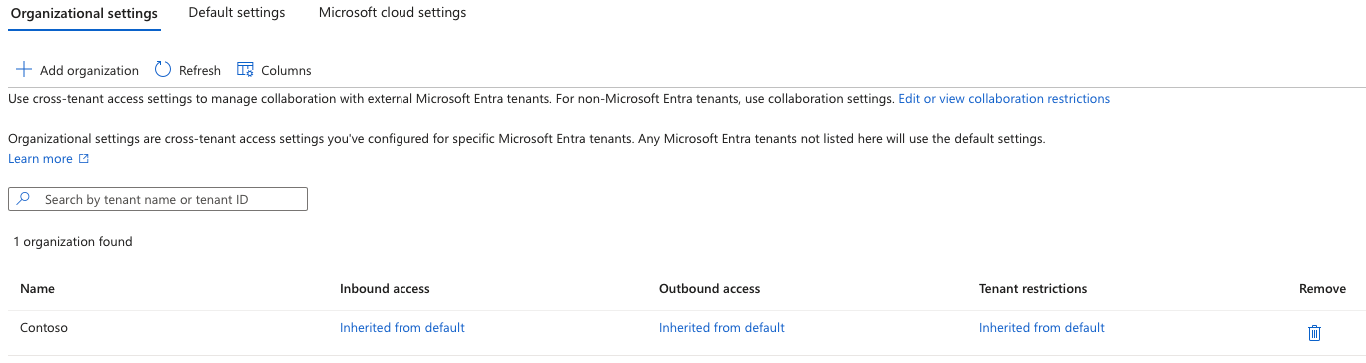 Organizational settings Default settings Microsoft cloud settings
Add organization Refresh Columns
Use cross-tenant access settings to manage collaboration with external Microsoft Entra tenants. For non-Microsoft Entra tenants, use collaboration settings. Edit or view collaboration restrictions
Organizational settings are cross-tenant access settings you've configured for specific Microsoft Entra tenants. Any Microsoft Entra tenants not listed here will use the default settings.
Learn more
Search by tenant name or tenant ID
1 organization found
Name Inbound access Outbound access Tenant restrictions Remove
Contoso Inherited from default Inherited from default Inherited from default